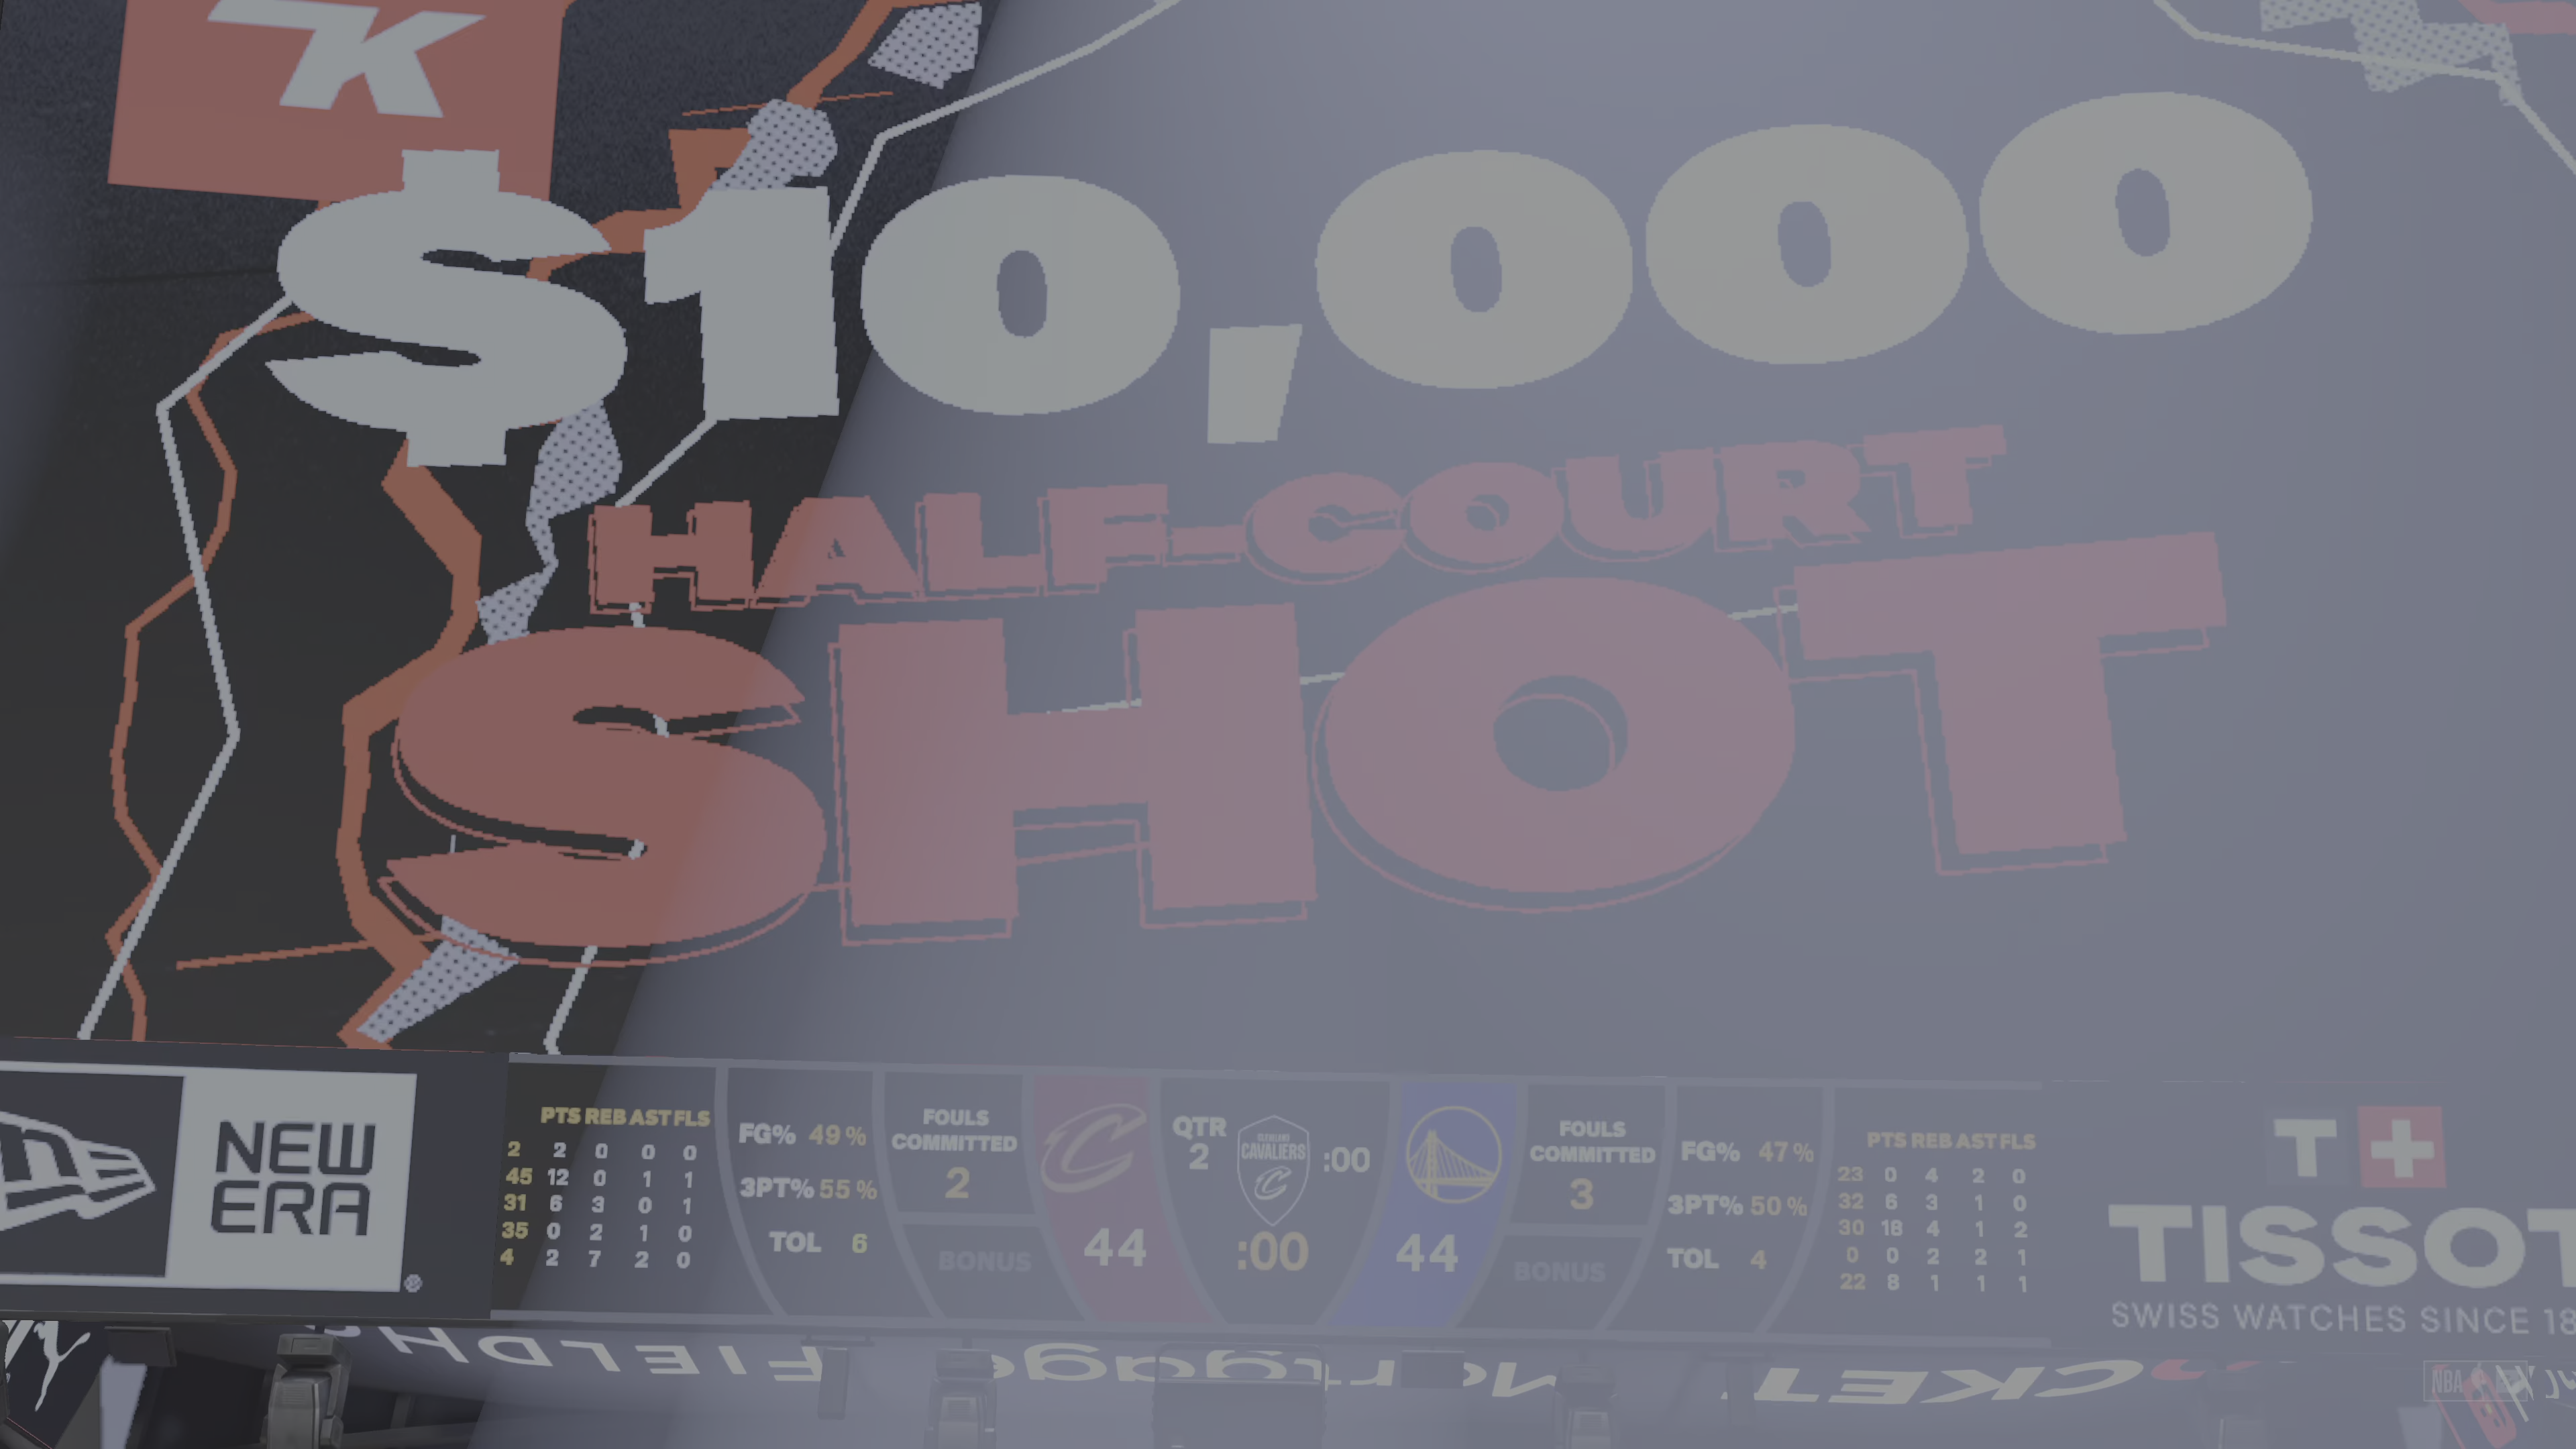 2K
$10,000
HALF-COURT
SHOT
NEW
ERA
PTS REB AST FLS
2 2 0 0 0
45 12 0 1 1
31 6 3 0 1
35 0 2 1 0
4 2 7 2 0
FG% 49%
3PT% 55%
TOL 6
FOULS
COMMITTED
2
BONUS
C
44
QTR
2
CLEVELAND
CAVALIERS
C
:00
:00
44
FOULS
COMMITTED
3
BONUS
FG% 47%
3PT% 50%
TOL 4
PTS REB AST FLS
23 0 4 2 0
32 6 3 1 0
30 18 4 1 2
0 0 2 2 1
22 8 1 1 1
T+
TISSOT
SWISS WATCHES SINCE 18
CKET Mortgage FIELDH
NBA